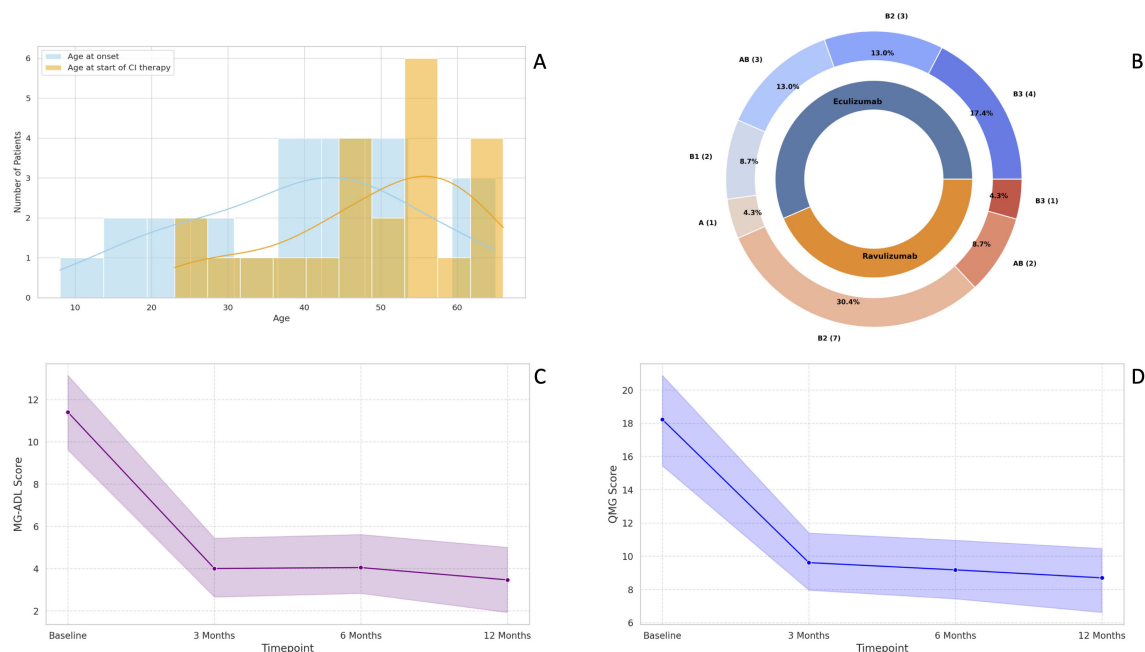 A
Age at onset
Age at start of CI therapy
Number of Patients
6
5
4
3
2
1
0
10
20
30
40
50
60
Age
B
B2 (3)
AB (3)
13.0%
13.0%
B3 (4)
17.4%
Eculizumab
B1 (2)
8.7%
A (1)
4.3%
4.3%
B3 (1)
8.7%
AB (2)
Ravulizumab
30.4%
B2 (7)
C
MG-ADL Score
12
10
8
6
4
2
Baseline
3 Months
6 Months
12 Months
Timepoint
D
QMG Score
20
18
16
14
12
10
8
6
Baseline
3 Months
6 Months
12 Months
Timepoint